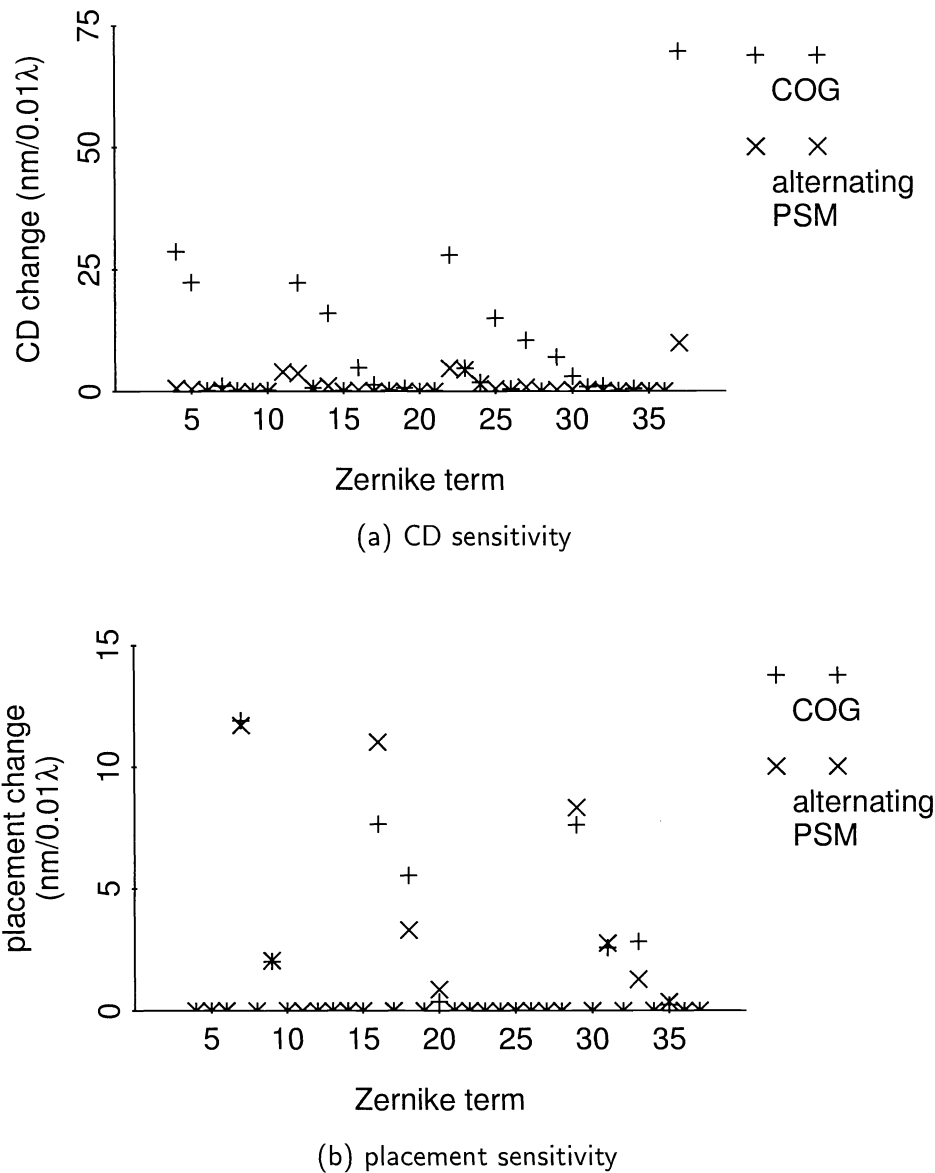 75
50
25
0
CD change (nm/0.01λ)
5 10 15 20 25 30 35
Zernike term
COG
alternating
PSM
(a) CD sensitivity
15
10
5
0
placement change
(nm/0.01λ)
5 10 15 20 25 30 35
Zernike term
COG
alternating
PSM
(b) placement sensitivity